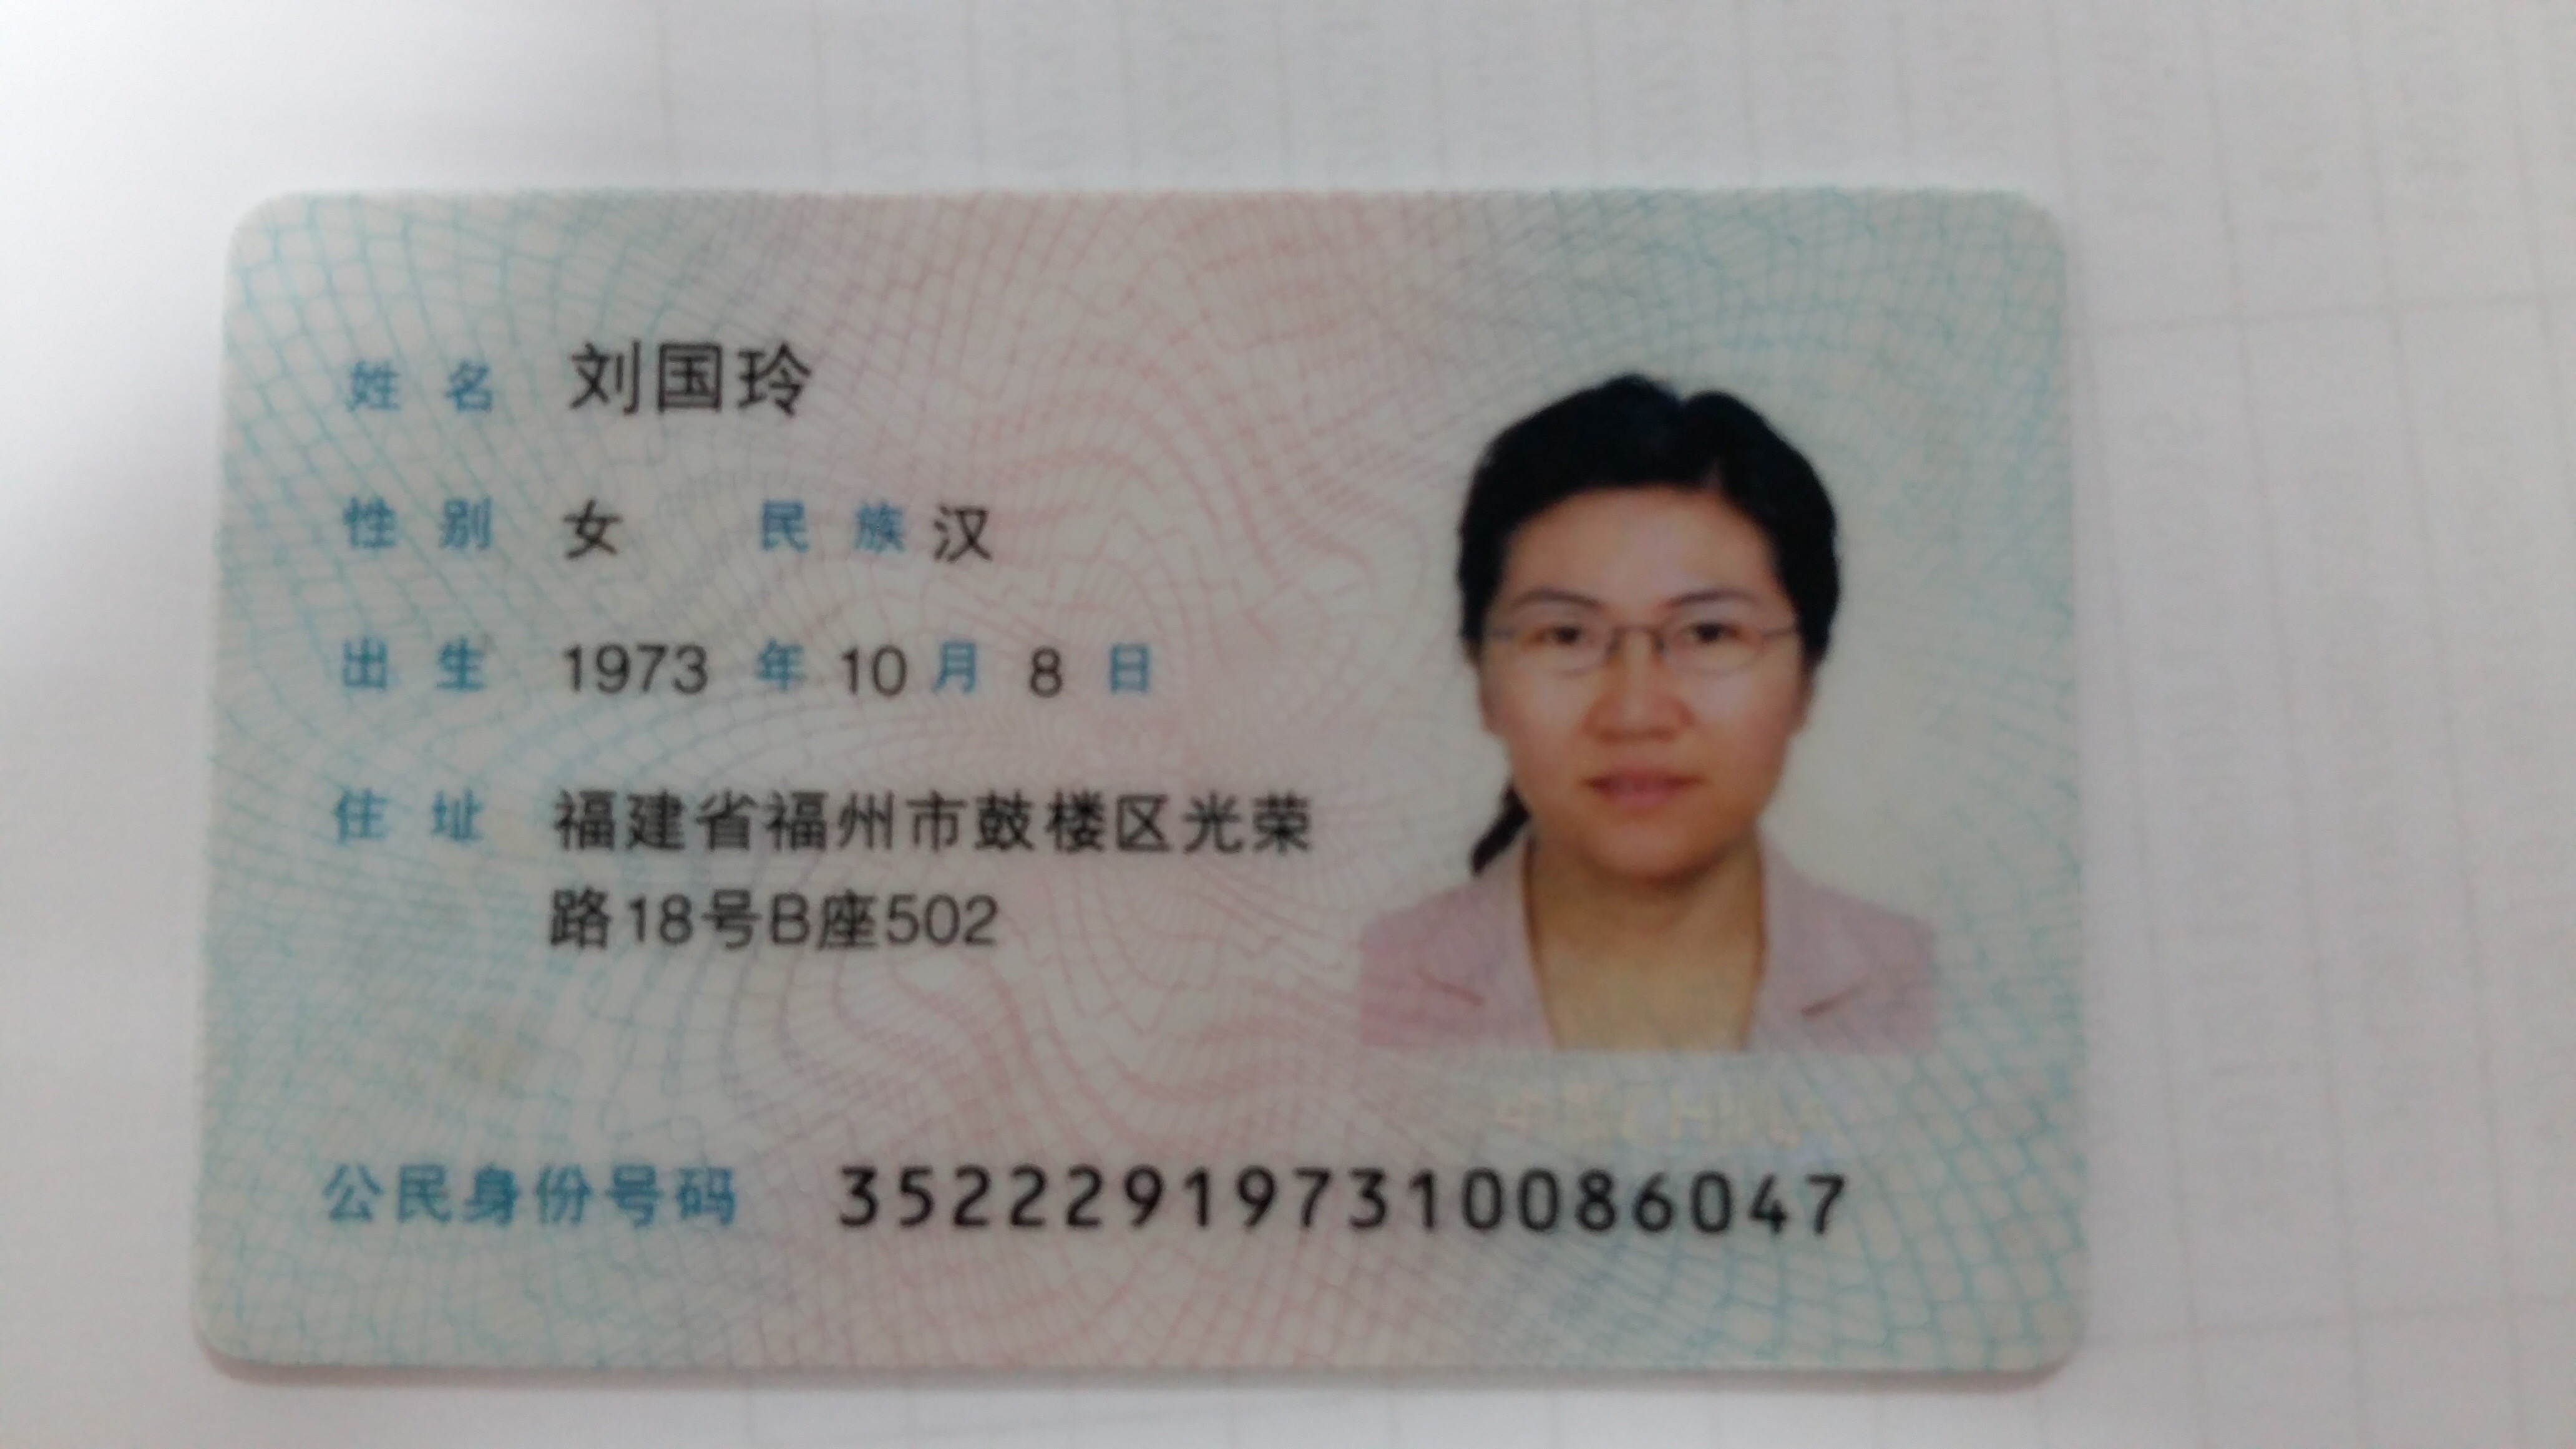 姓名 刘国玲
性别 女 民族 汉
出生 1973 年 10 月 8 日
住址 福建省福州市鼓楼区光荣
路18号B座502
公民身份号码 352229197310086047